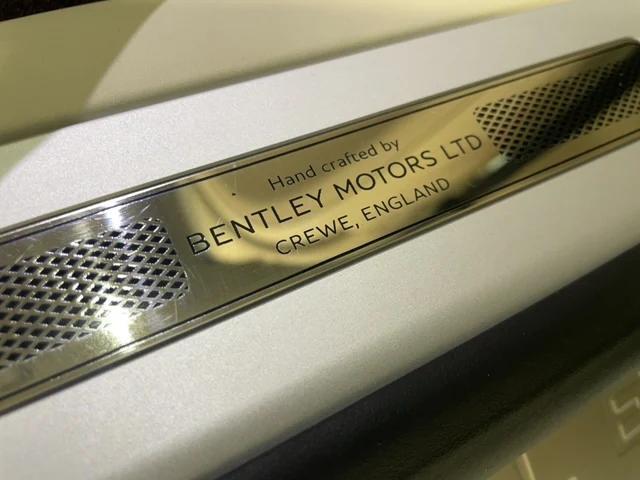 Hand crafted by
BENTLEY MOTORS LTD
CREWE, ENGLAND